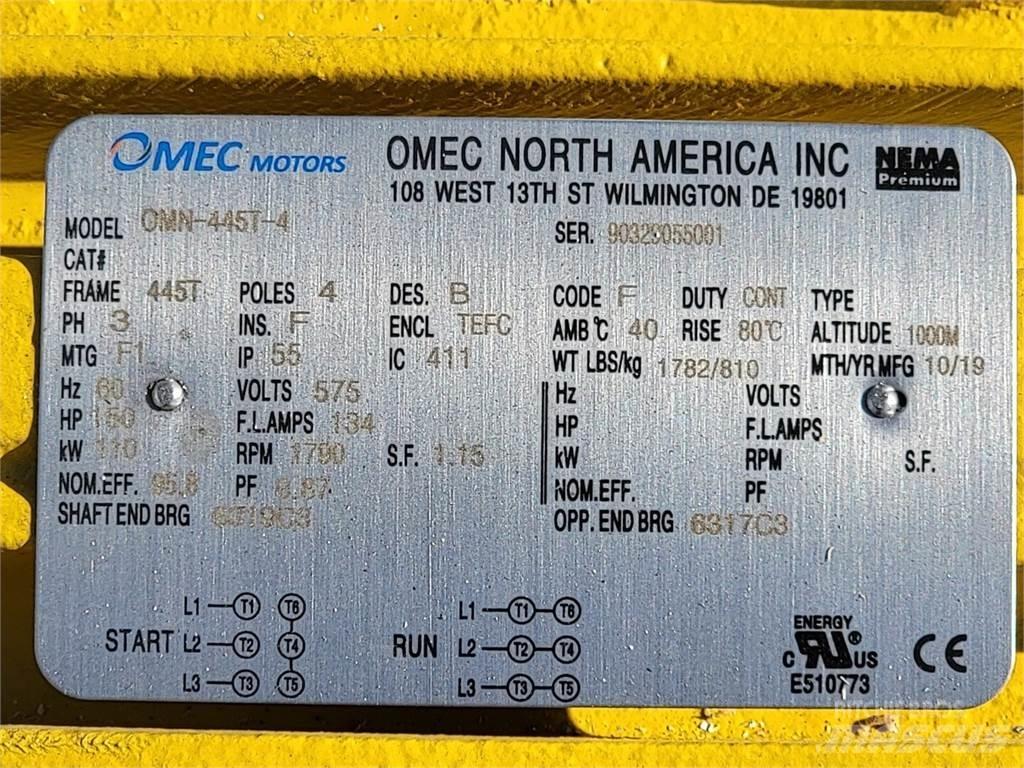 OMEC MOTORS
OMEC NORTH AMERICA INC
NEMA Premium
108 WEST 13TH ST WILMINGTON DE 19801
MODEL OMN-445T-4 SER.
CAT#
FRAME 445T POLES 4 DES. B CODE F DUTY CONT TYPE
PH 3 INS. F ENCL TEFC AMB℃ 40 RISE 80℃ ALTITUDE 1000M
MTG F1 IP 55 IC 411 WT LBS/kg 1782/810 MTH/YR MFG 10/19
Hz 60 VOLTS 575 Hz VOLTS
HP 150 F.L.AMPS 134 HP F.L.AMPS
kW 110 RPM 1790 S.F. 1.15 kW RPM S.F.
NOM.EFF. 95.8 PF 0.87 NOM.EFF. PF
SHAFT END BRG 6319C3 OPP. END BRG 6317C3
L1 T1 T6 L1 T1 T6
START L2 T2 T4 RUN L2 T2 T4
L3 T3 T5 L3 T3 T5
ENERGY
C UL ® US CE
E510773